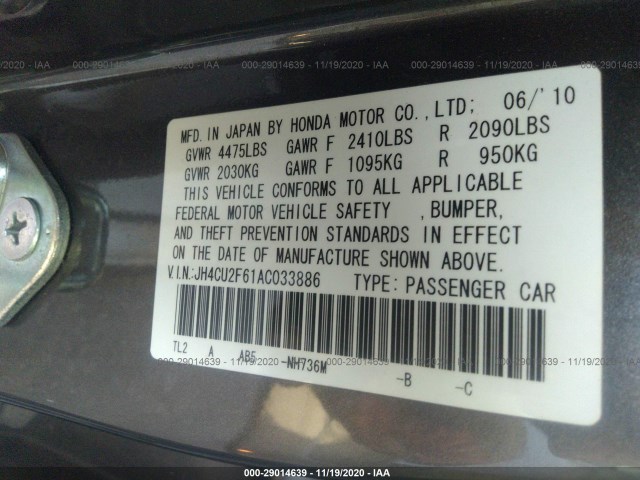 000-29014639 - 11/19/2020 - IAA
MFD. IN JAPAN BY HONDA MOTOR CO.,LTD; 06/'10
GVWR 4475LBS GAWR F 2410LBS R 2090LBS
GVWR 2030KG GAWR F 1095KG R 950KG
THIS VEHICLE CONFORMS TO ALL APPLICABLE
FEDERAL MOTOR VEHICLE SAFETY ,BUMPER,
AND THEFT PREVENTION STANDARDS IN EFFECT
ON THE DATE OF MANUFACTURE SHOWN ABOVE.
V.IN:JH4CU2F61AC033886 TYPE: PASSENGER CAR
TL2 A AB5 -NH736M -B -C
000-29014639 - 11/19/2020 - IAA